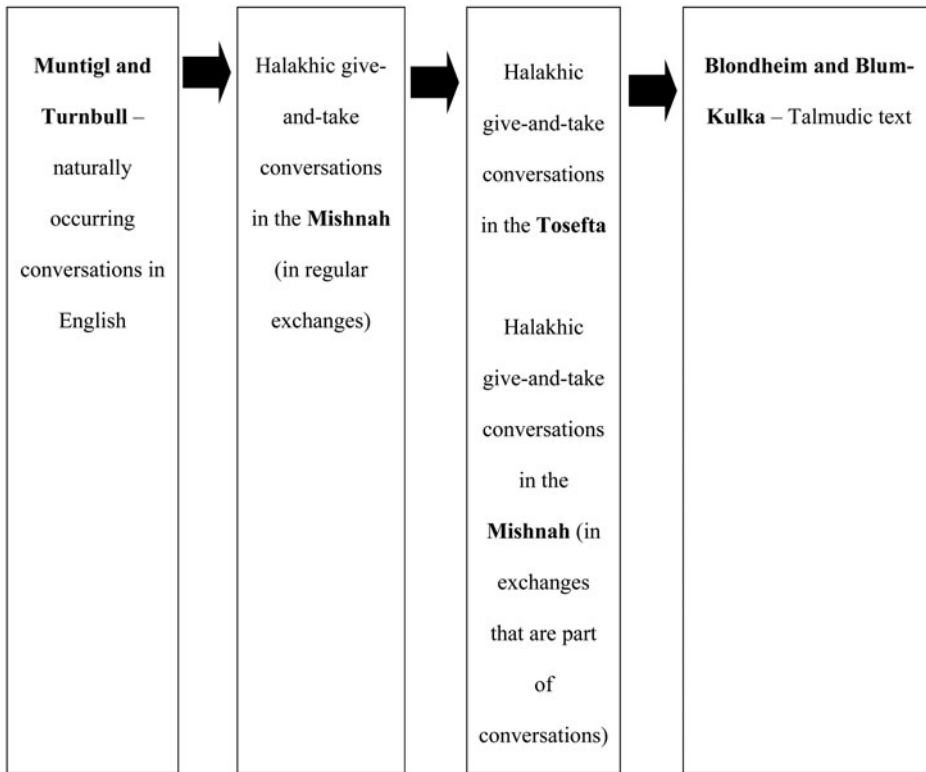 Muntigl and
Turnbull –
naturally
occurring
conversations in
English
Halakhic give-
and-take
conversations
in the Mishnah
(in regular
exchanges)
Halakhic
give-and-take
conversations
in the Tosefta
Halakhic
give-and-take
conversations
in the
Mishnah (in
exchanges
that are part
of
conversations)
Blondheim and Blum-
Kulka – Talmudic text